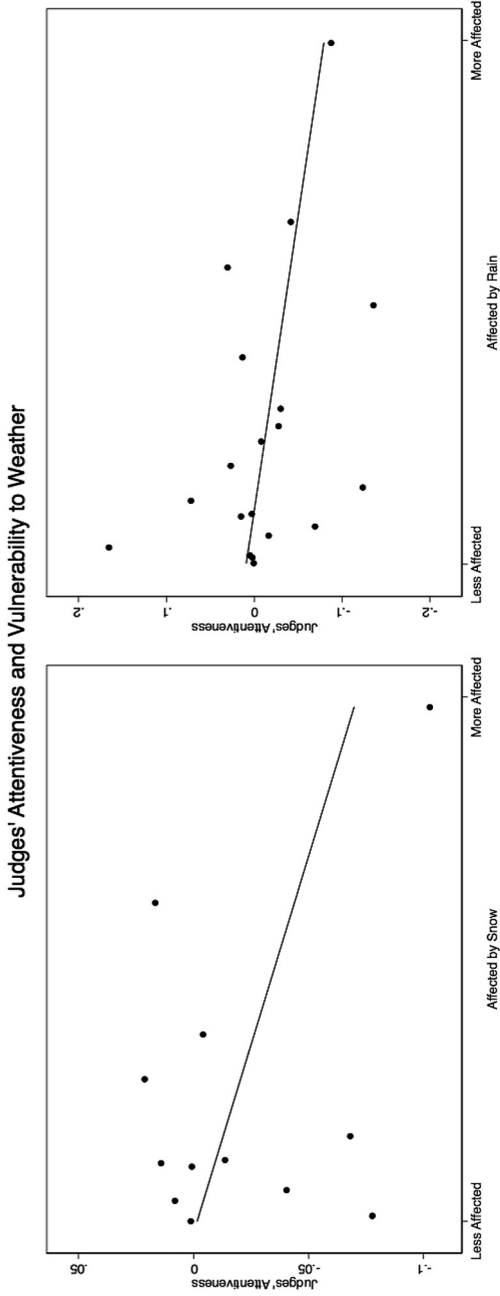 Judges' Attentiveness and Vulnerability to Weather
Judges' Attentiveness
.05
0
-.05
-.1
Less Affected
More Affected
Affected by Snow
Judges' Attentiveness
.2
.1
0
-.1
-.2
Less Affected
More Affected
Affected by Rain